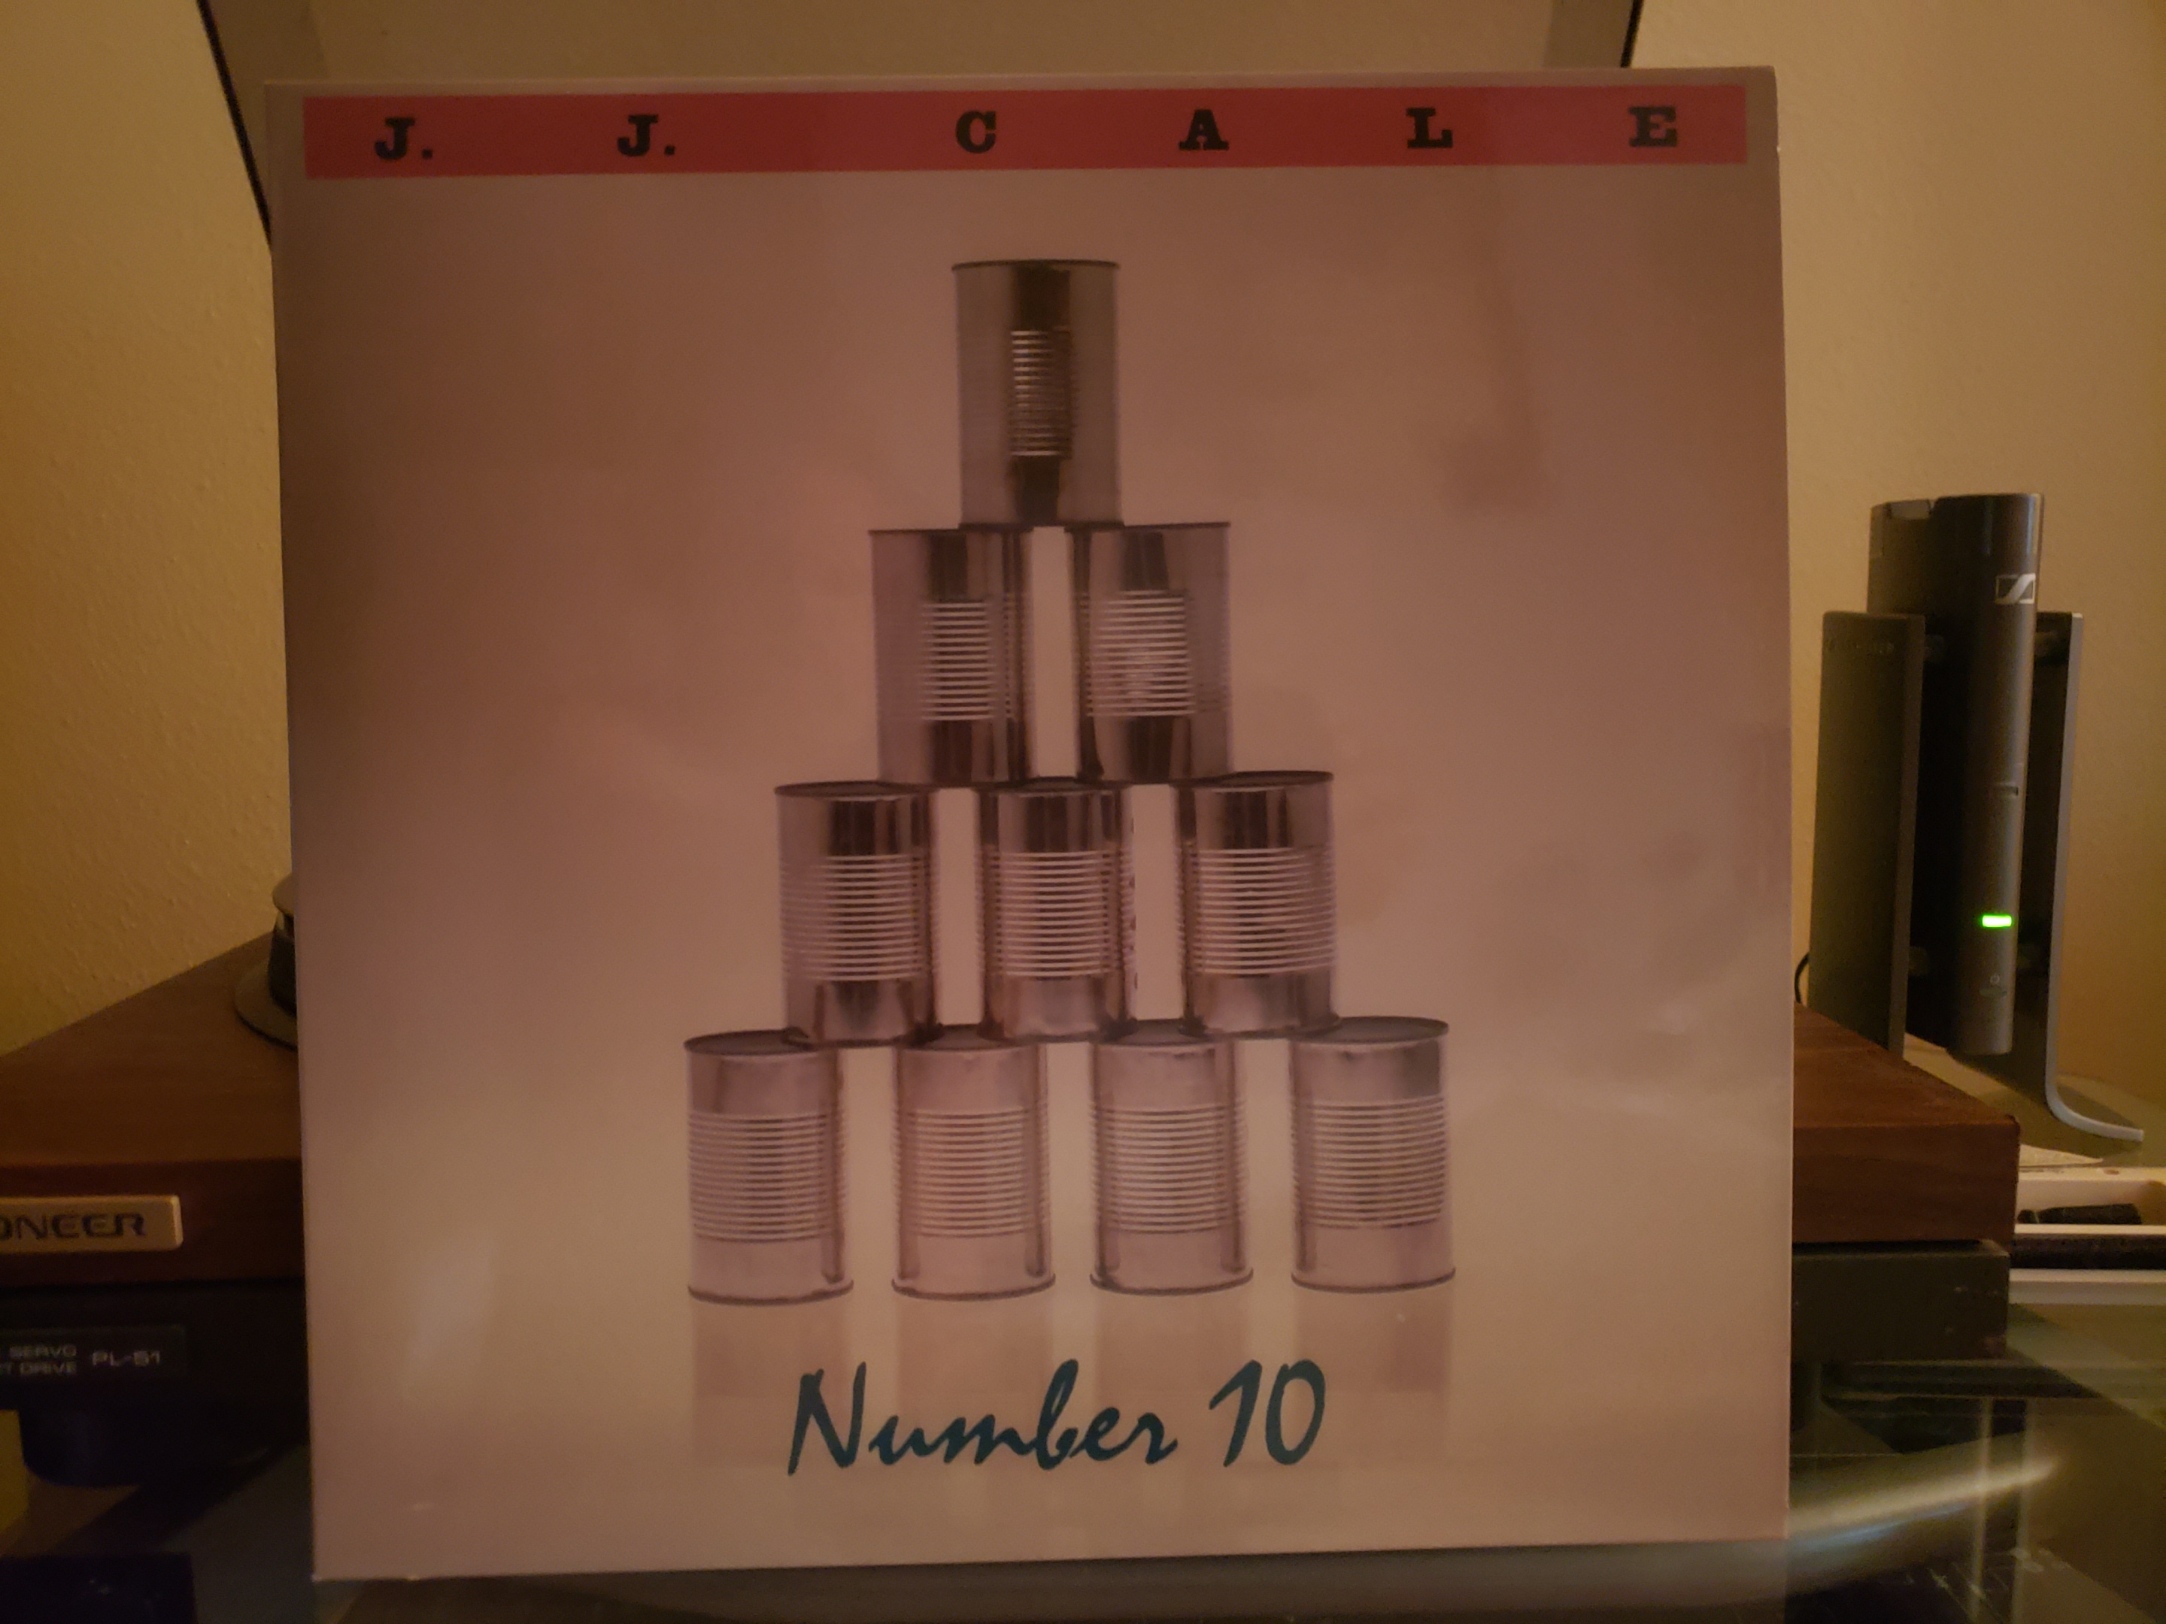 J. J. CALE
Number 10
ONEER
SERVO
T DRIVE PL-51